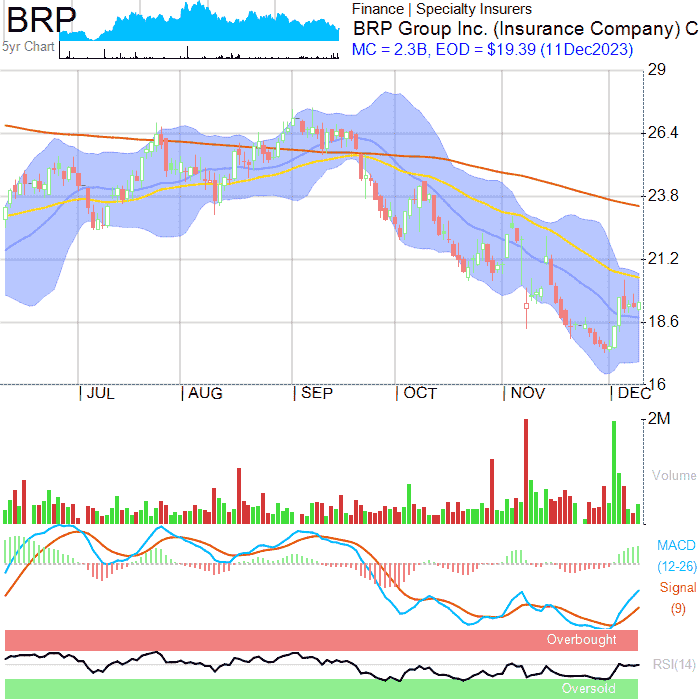 BRP
5yr Chart
Finance | Specialty Insurers
BRP Group Inc. (Insurance Company) C
MC = 2.3B, EOD = $19.39 (11Dec2023)
29
26.4
23.8
21.2
18.6
16
JUL
AUG
SEP
OCT
NOV
DEC
2M
Volume
MACD
(12-26)
Signal
(9)
Overbought
RSI(14)
Oversold